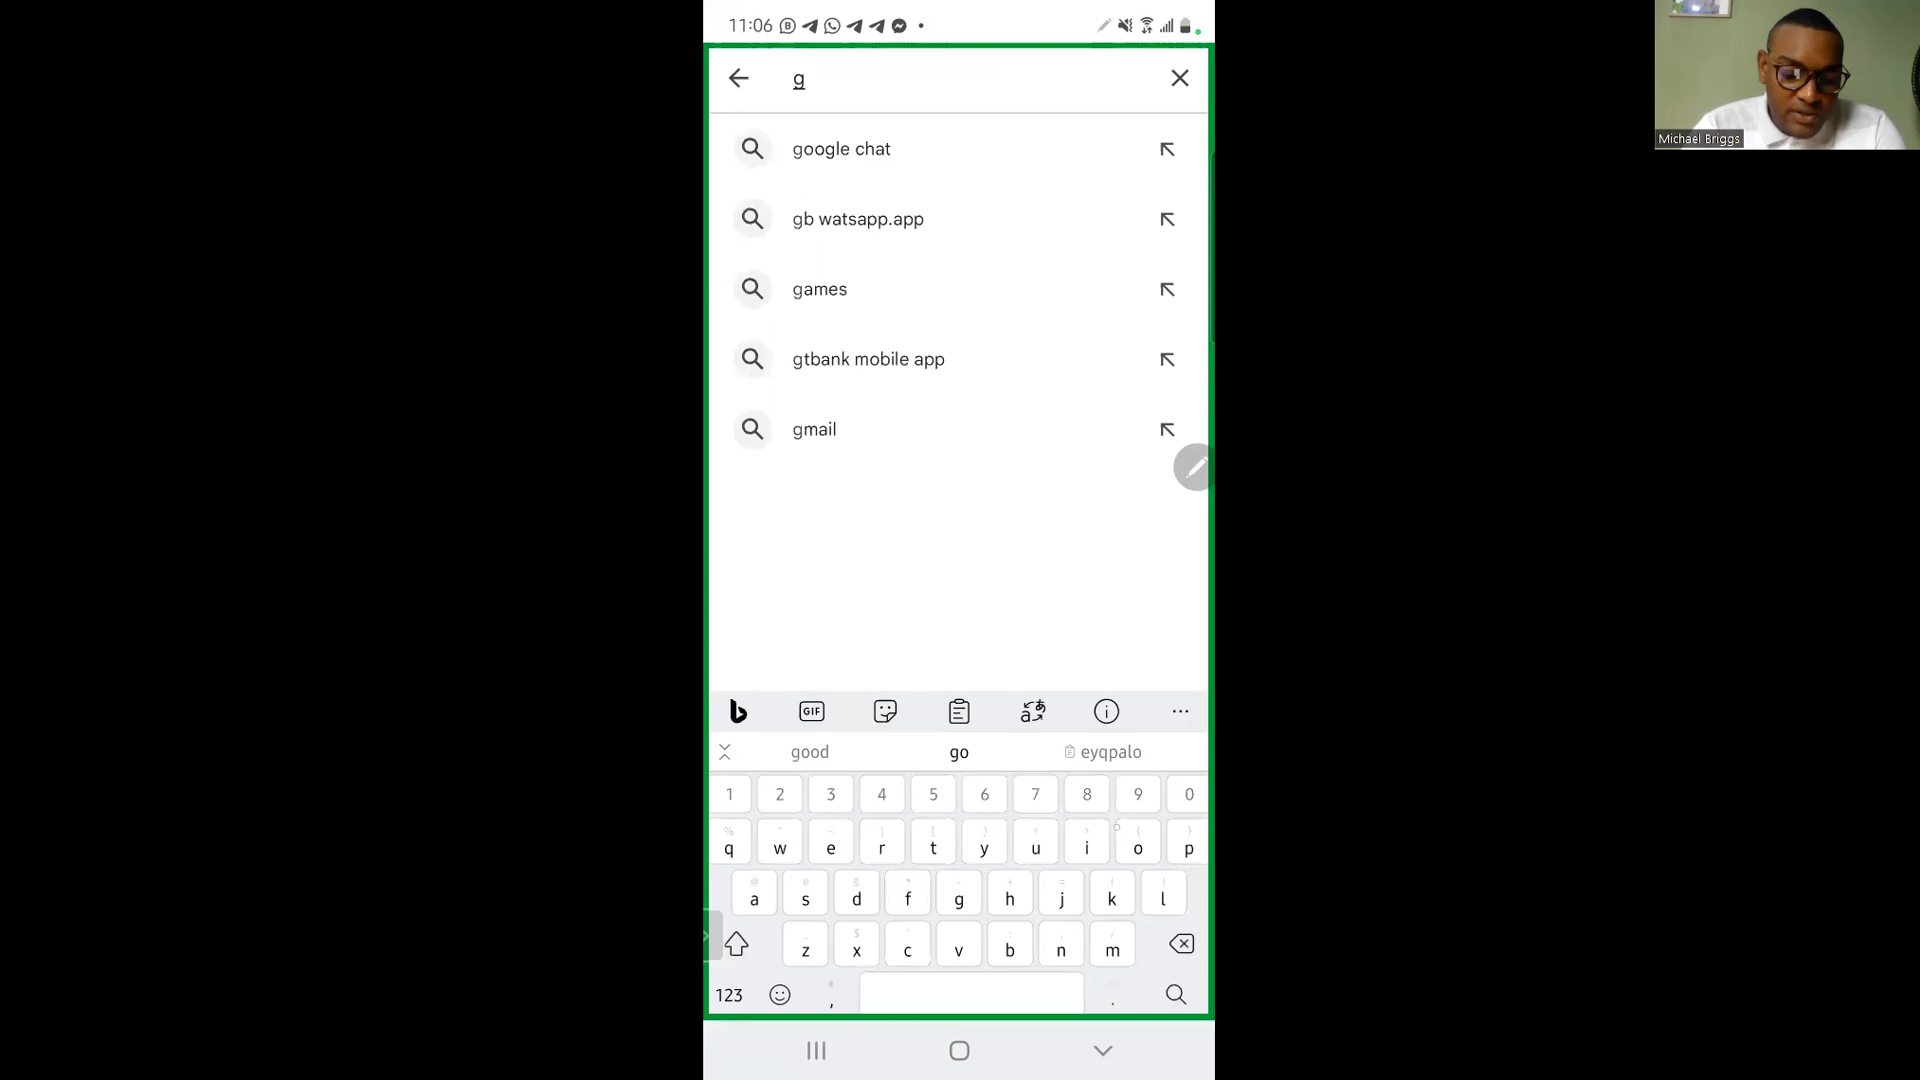 11:06
Michael Briggs
g
google chat
gb watsapp.app
games
gtbank mobile app
gmail
GIF
good go eyqpalo
1 2 3 4 5 6 7 8 9 0
q w e r t y u i o p
a s d f g h j k l
z x c v b n m
123 , .